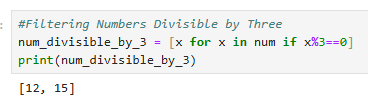 #Filtering Numbers Divisible by Three
num_divisible_by_3 = [x for x in num if x%3==0]
print(num_divisible_by_3)
[12, 15]